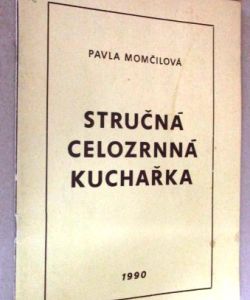 PAVLA MOMČILOVÁ
STRUČNÁ
CELOZRNNÁ
KUCHAŘKA
1990